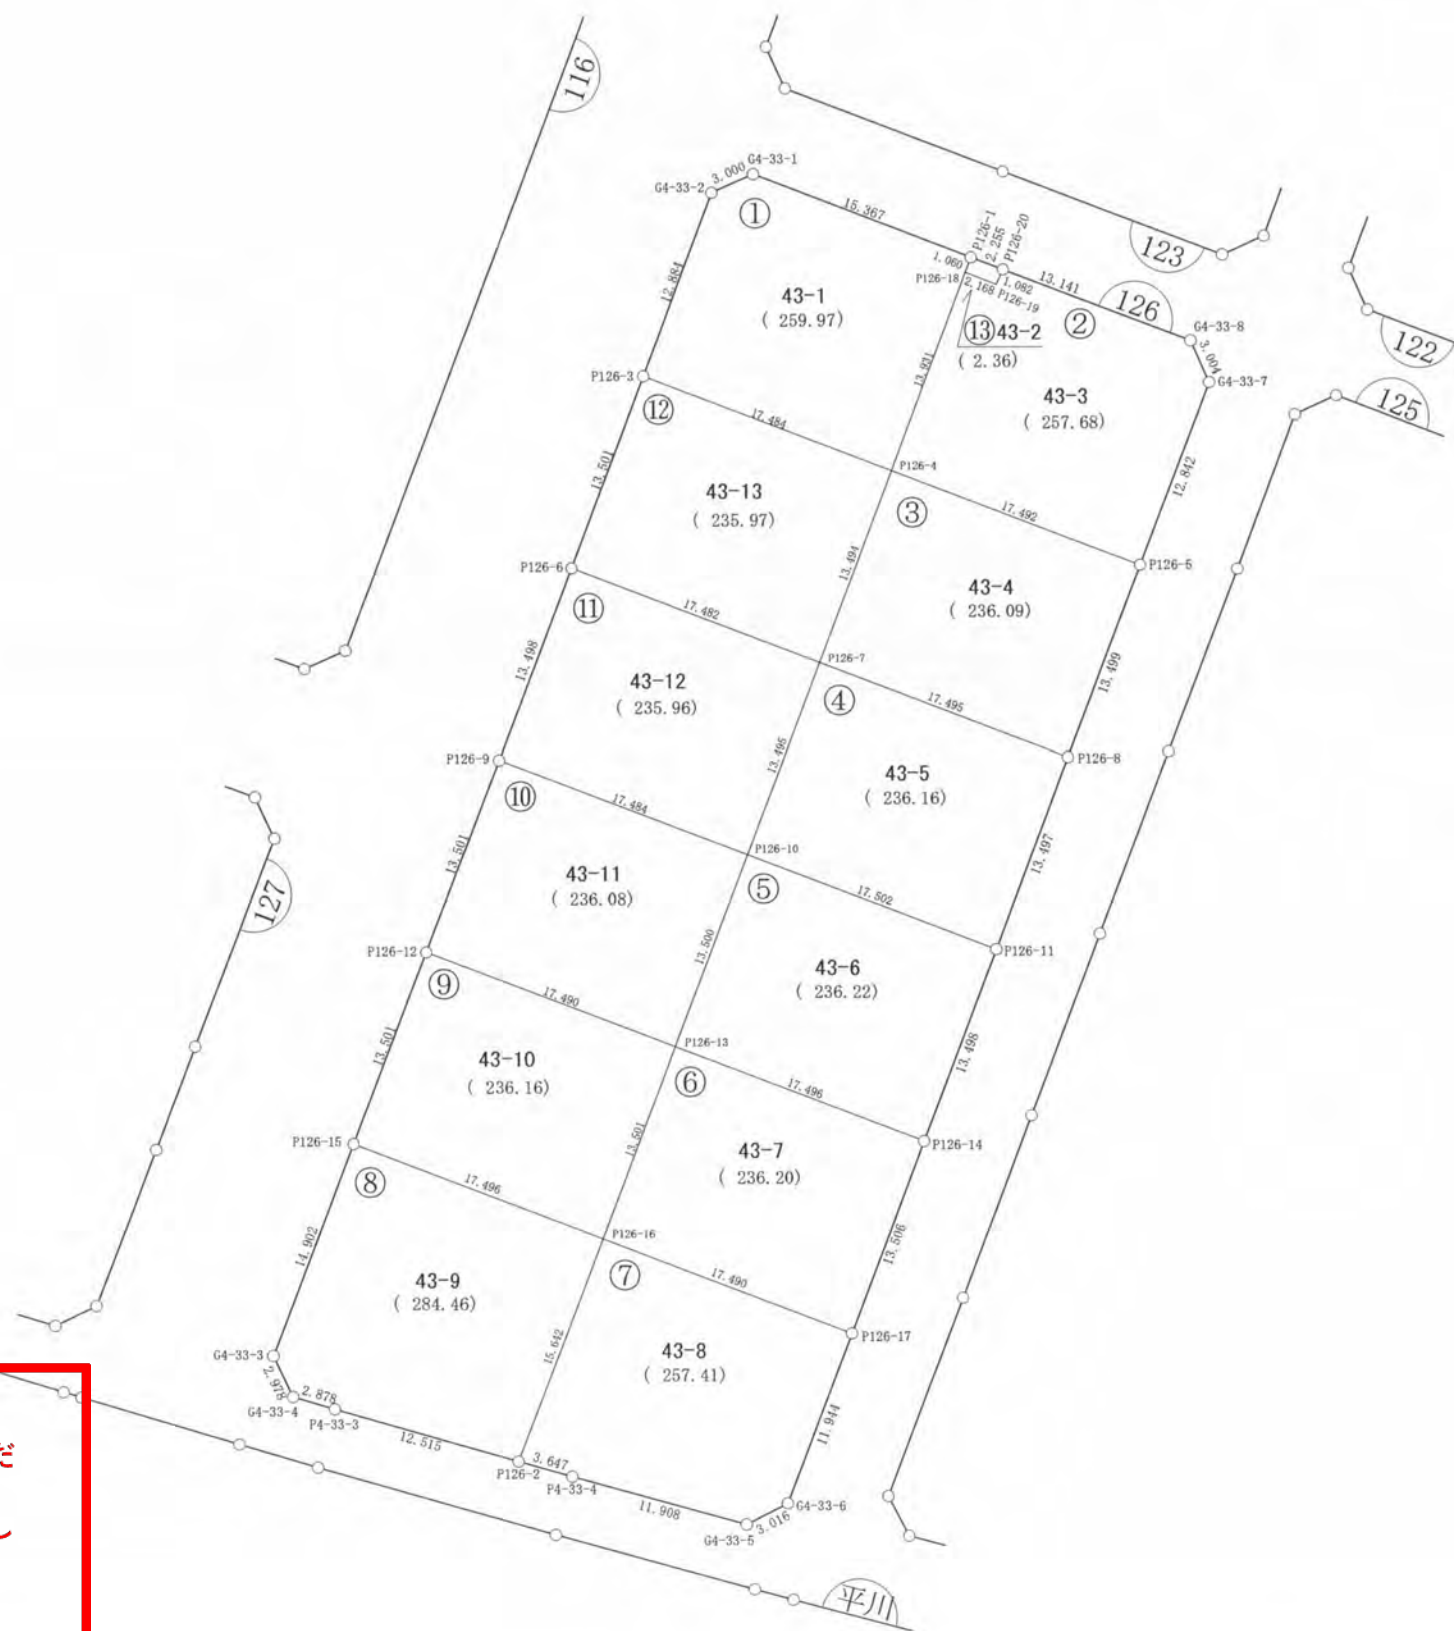 116
G4-33-1
3.000
G4-33-2
①
15.367
P126-1
2.255
P126-20
123
1.060
P126-18
2.168
1.082
P126-19
13.141
126
12.884
43-1
( 259.97)
⑬ 43-2
( 2.36)
②
G4-33-8
3.004
G4-33-7
122
125
P126-3
⑫
17.484
13.931
43-3
( 257.68)
P126-4
12.842
13.501
43-13
( 235.97)
③
17.492
P126-5
P126-6
⑪
17.482
13.494
43-4
( 236.09)
P126-7
13.498
43-12
( 235.96)
④
17.495
13.499
P126-8
P126-9
⑩
17.484
13.495
43-5
( 236.16)
P126-10
13.501
43-11
( 236.08)
⑤
17.502
13.497
P126-11
127
P126-12
⑨
17.490
13.500
43-6
( 236.22)
P126-13
13.501
43-10
( 236.16)
⑥
17.496
13.498
P126-14
P126-15
⑧
17.496
13.501
43-7
( 236.20)
P126-16
14.902
43-9
( 284.46)
⑦
17.490
13.506
P126-17
G4-33-3
2.978
G4-33-4
2.878
P4-33-3
12.515
15.642
43-8
( 257.41)
11.944
P126-2
3.647
P4-33-4
11.908
G4-33-5
3.016
G4-33-6
平川
だ
し